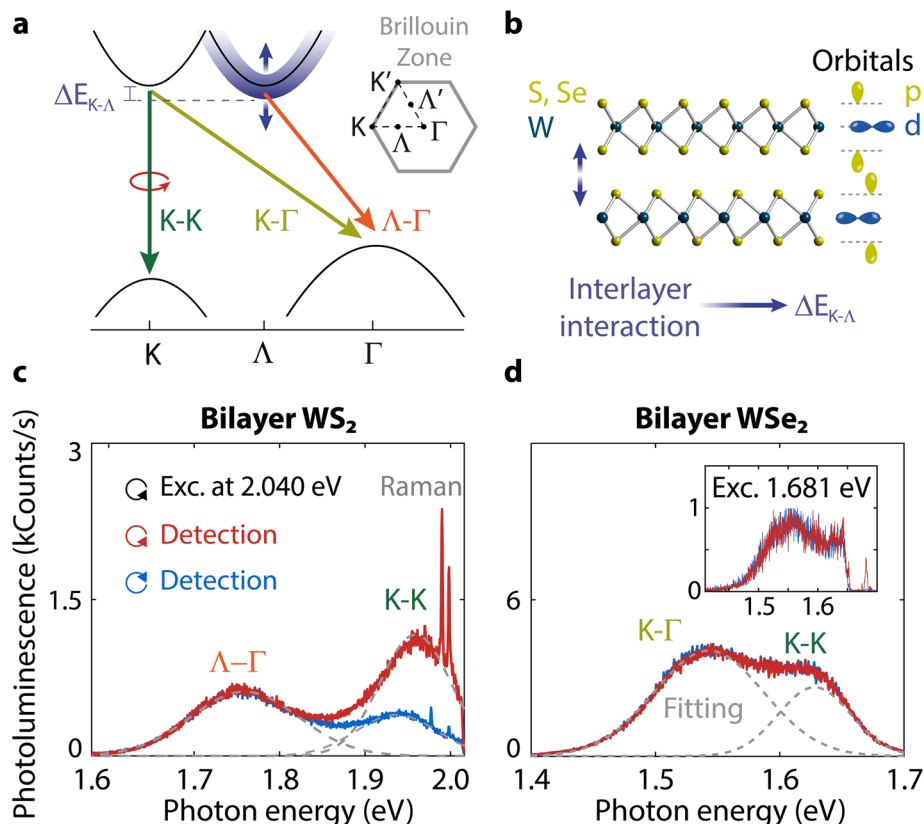 a
Brillouin
Zone
K′
Λ′
K
Λ
Γ
ΔE_K-Λ
K-K
K-Γ
Λ-Γ
K
Λ
Γ
b
Orbitals
S, Se
p
W
d
Interlayer
interaction
ΔE_K-Λ
c
Bilayer WS₂
Photoluminescence (kCounts/s)
3
1.5
0
Exc. at 2.040 eV
Raman
Detection
Detection
K-K
Λ–Γ
1.6
1.7
1.8
1.9
2.0
Photon energy (eV)
d
Bilayer WSe₂
6
0
Exc. 1.681 eV
1
0
1.5
1.6
K-Γ
K-K
Fitting
1.4
1.5
1.6
1.7
Photon energy (eV)